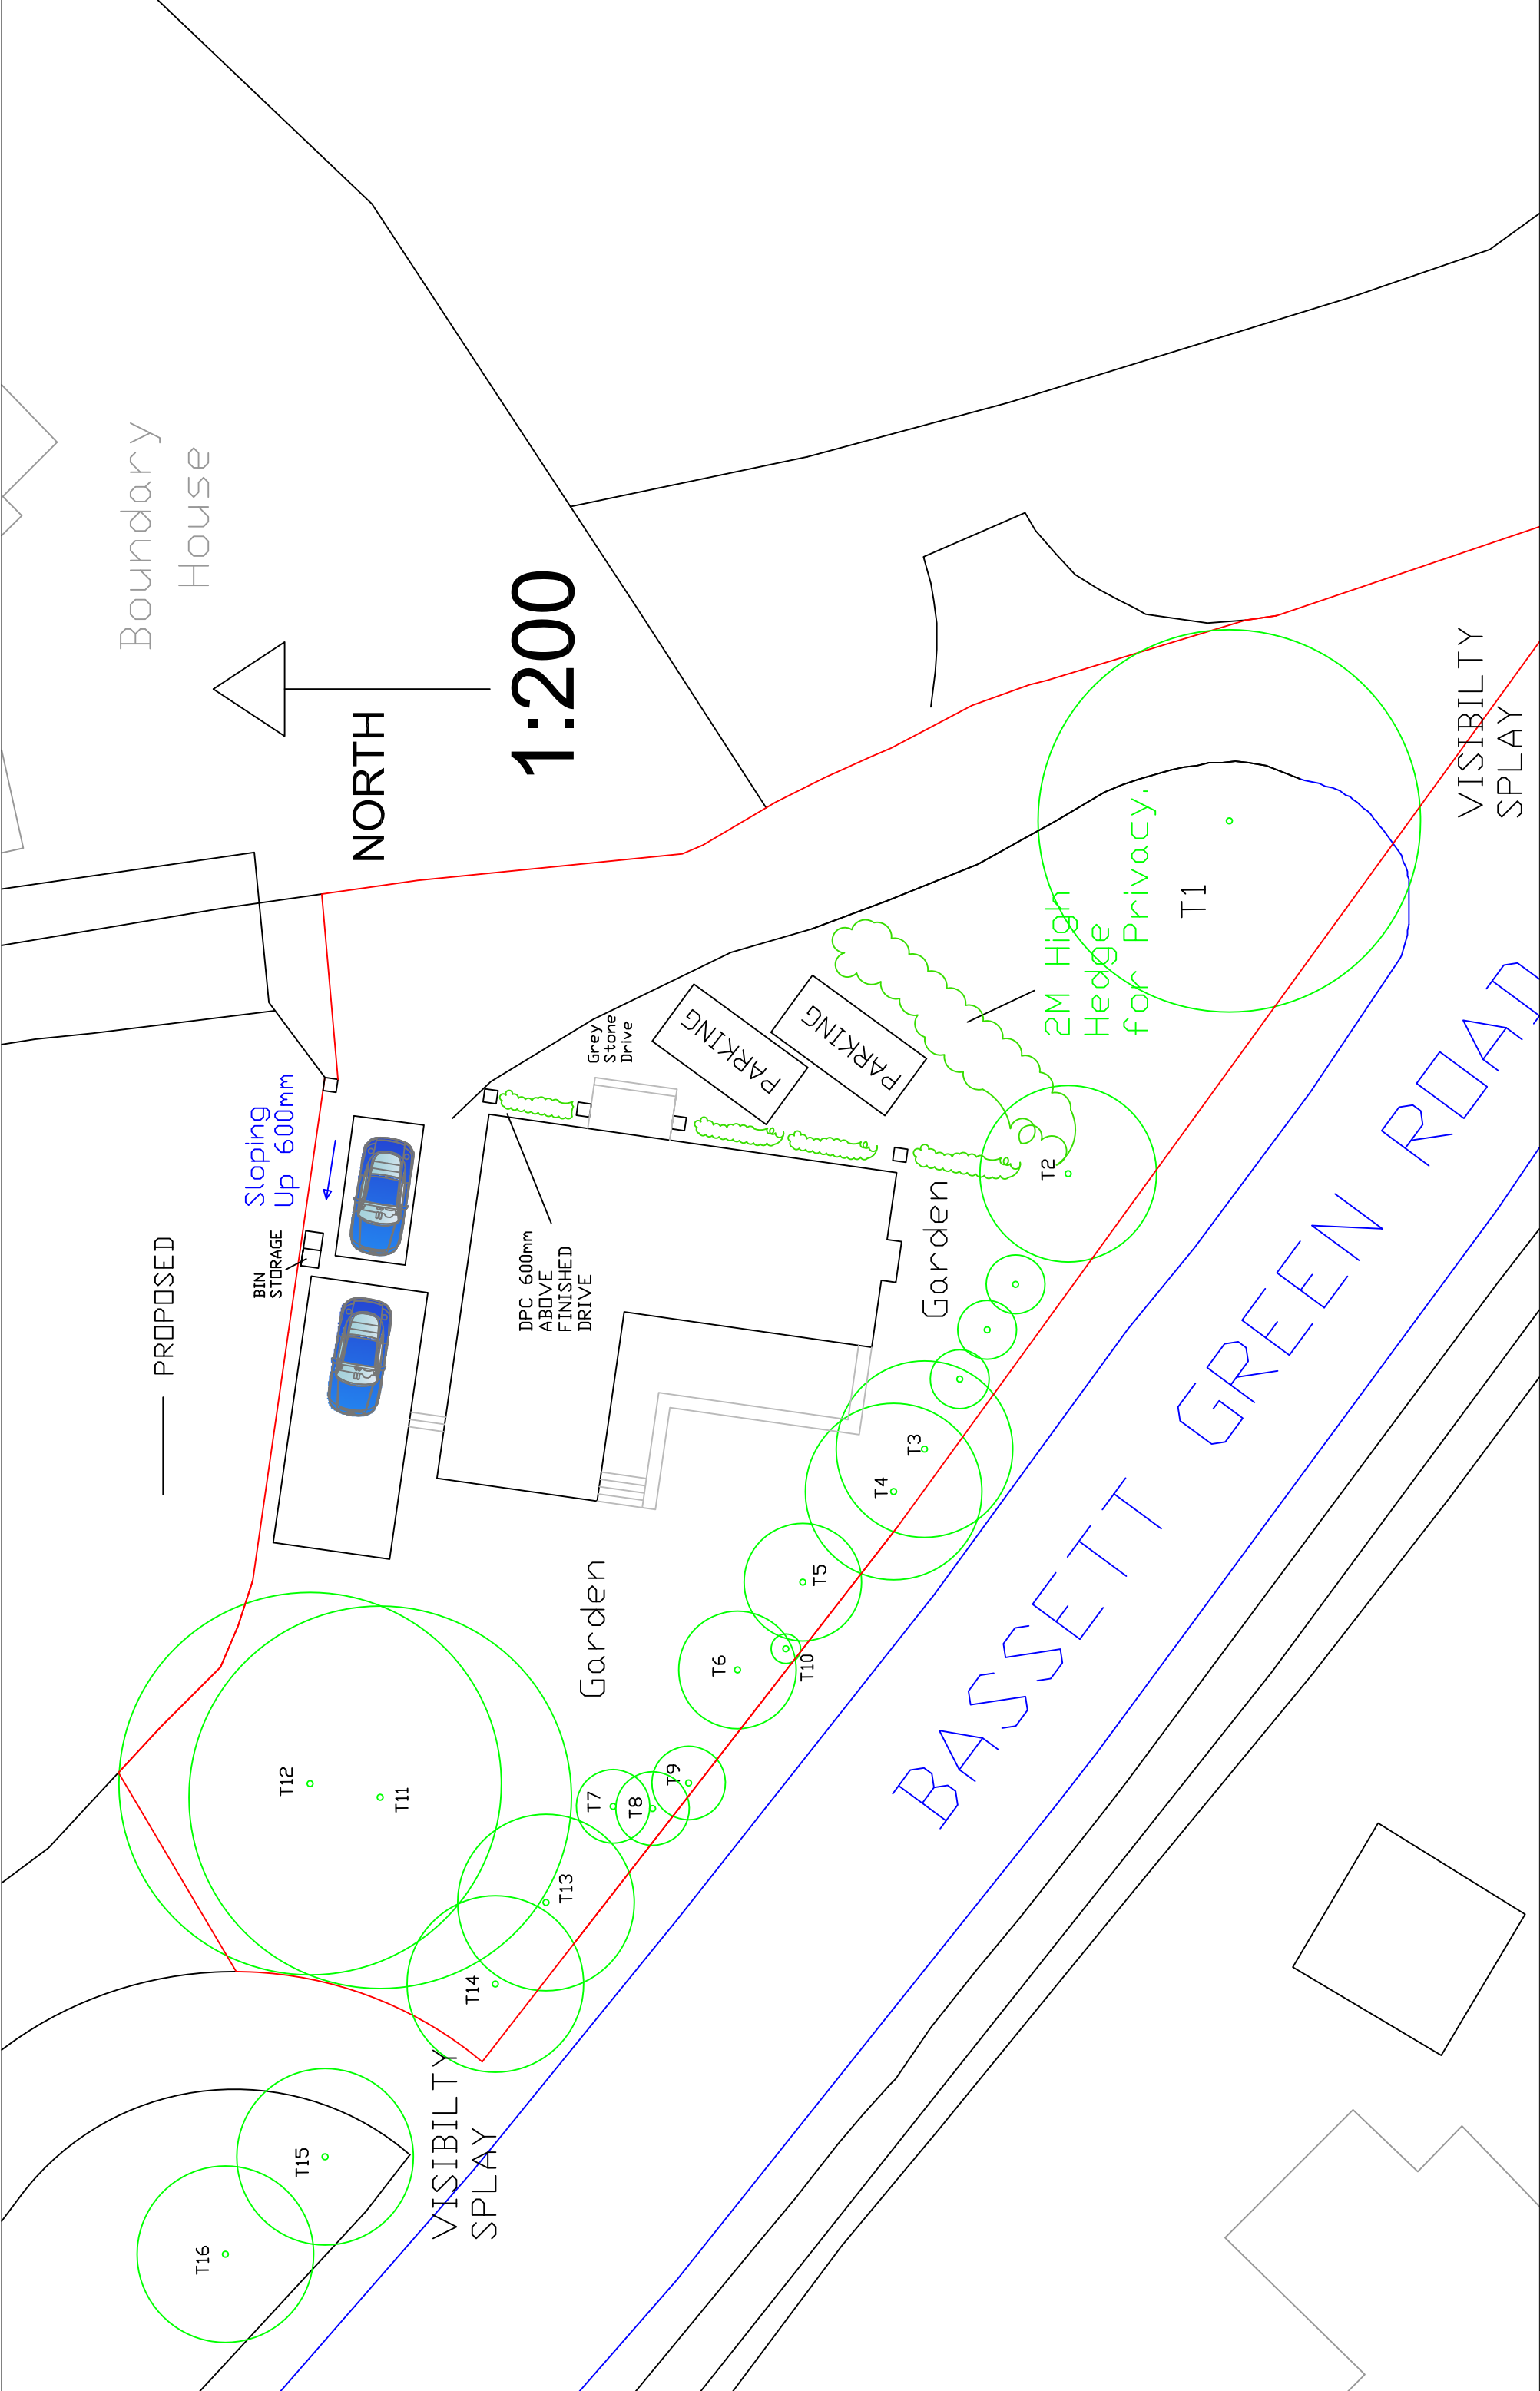 Boundary
House
NORTH
1:200
PROPOSED
Sloping
Up 600mm
BIN
STORAGE
DPC 600mm
ABOVE
FINISHED
DRIVE
Grey
Stone
Drive
PARKING
PARKING
2M High
Hedge
for Privacy.
Garden
Garden
T1
T2
T3
T4
T5
T6
T10
T7
T8
T9
T12
T11
T13
T14
T15
T16
VISIBILTY
SPLAY
VISIBILTY
SPLAY
BASSETT GREEN ROAD